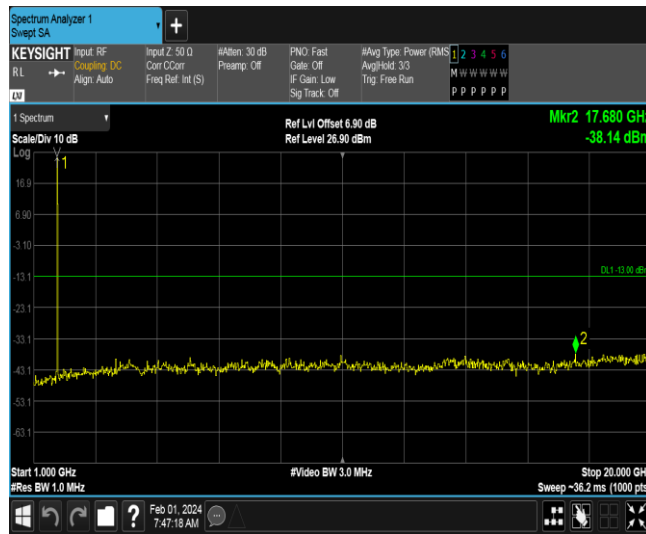 Spectrum Analyzer 1
Swept SA
KEYSIGHT
RL
LXI
Input: RF
Coupling: DC
Align: Auto
Input Z: 50 Ω
Corr CCorr
Freq Ref: Int (S)
#Atten: 30 dB
Preamp: Off
PNO: Fast
Gate: Off
IF Gain: Low
Sig Track: Off
#Avg Type: Power (RMS
Avg|Hold: 3/3
Trig: Free Run
1 2 3 4 5 6
M W W W W W
P P P P P P
1 Spectrum
Scale/Div 10 dB
Log
Ref Lvl Offset 6.90 dB
Ref Level 26.90 dBm
Mkr2 17.680 GHz
-38.14 dBm
1
16.9
6.90
-3.10
-13.1
DL1 -13.00 dBm
-23.1
-33.1
2
-43.1
-53.1
-63.1
Start 1.000 GHz
#Res BW 1.0 MHz
#Video BW 3.0 MHz
Stop 20.000 GH
Sweep ~36.2 ms (1000 pts
?
Feb 01, 2024
7:47:18 AM